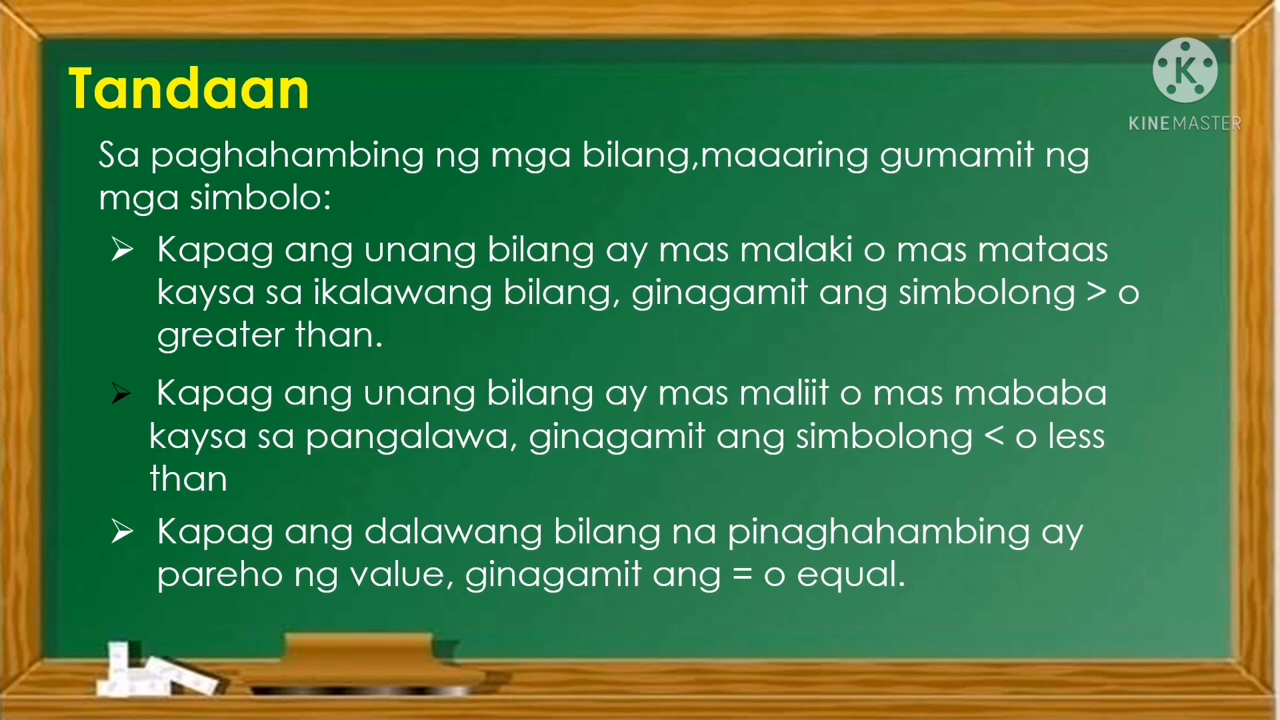 Tandaan
K
KINEMASTER
Sa paghahambing ng mga bilang,maaaring gumamit ng
mga simbolo:
➢ Kapag ang unang bilang ay mas malaki o mas mataas
kaysa sa ikalawang bilang, ginagamit ang simbolong > o
greater than.
➢ Kapag ang unang bilang ay mas maliit o mas mababa
kaysa sa pangalawa, ginagamit ang simbolong < o less
than
➢ Kapag ang dalawang bilang na pinaghahambing ay
pareho ng value, ginagamit ang = o equal.